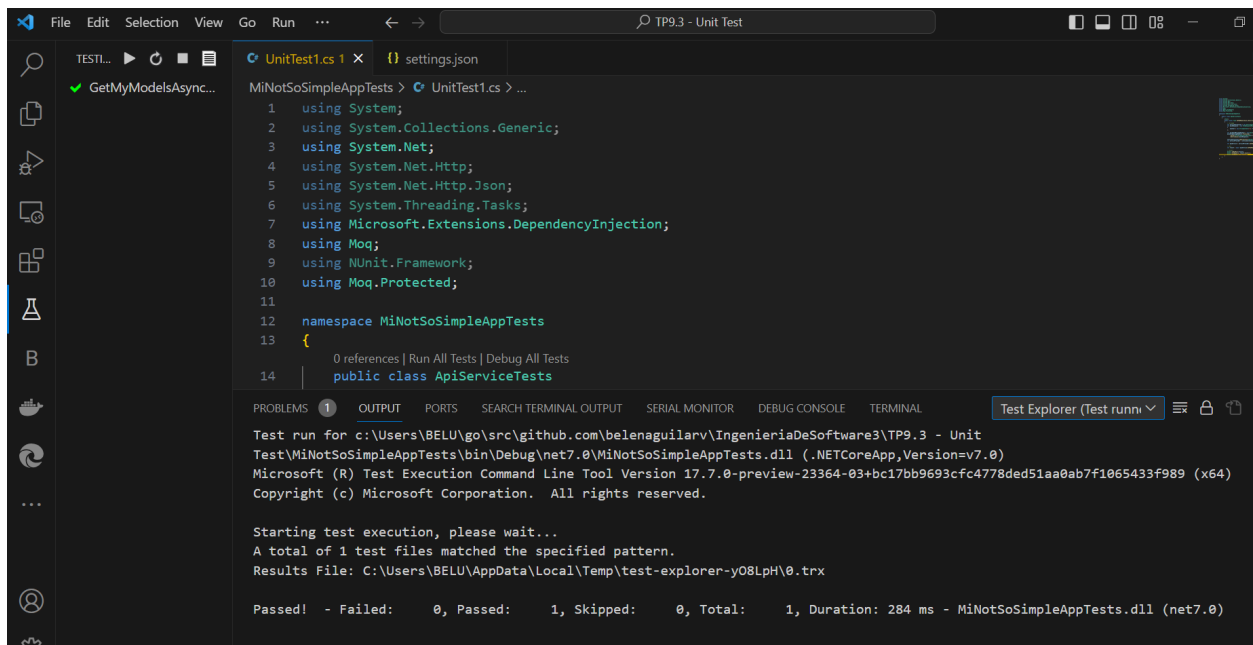 File Edit Selection View Go Run ··· ← → TP9.3 - Unit Test
TESTI...
GetMyModelsAsync...
UnitTest1.cs 1 {} settings.json
MiNotSoSimpleAppTests > UnitTest1.cs > ...
1 using System;
2 using System.Collections.Generic;
3 using System.Net;
4 using System.Net.Http;
5 using System.Net.Http.Json;
6 using System.Threading.Tasks;
7 using Microsoft.Extensions.DependencyInjection;
8 using Moq;
9 using NUnit.Framework;
10 using Moq.Protected;
11
12 namespace MiNotSoSimpleAppTests
13 {
0 references | Run All Tests | Debug All Tests
14 public class ApiServiceTests
B
PROBLEMS 1 OUTPUT PORTS SEARCH TERMINAL OUTPUT SERIAL MONITOR DEBUG CONSOLE TERMINAL Test Explorer (Test runn
Test run for c:\Users\BELU\go\src\github.com\belenaguilarv\IngenieriaDeSoftware3\TP9.3 - Unit
Test\MiNotSoSimpleAppTests\bin\Debug\net7.0\MiNotSoSimpleAppTests.dll (.NETCoreApp,Version=v7.0)
Microsoft (R) Test Execution Command Line Tool Version 17.7.0-preview-23364-03+bc17bb9693cfc4778ded51aa0ab7f1065433f989 (x64)
Copyright (c) Microsoft Corporation. All rights reserved.
Starting test execution, please wait...
A total of 1 test files matched the specified pattern.
Results File: C:\Users\BELU\AppData\Local\Temp\test-explorer-yO8LpH\0.trx
Passed! - Failed: 0, Passed: 1, Skipped: 0, Total: 1, Duration: 284 ms - MiNotSoSimpleAppTests.dll (net7.0)